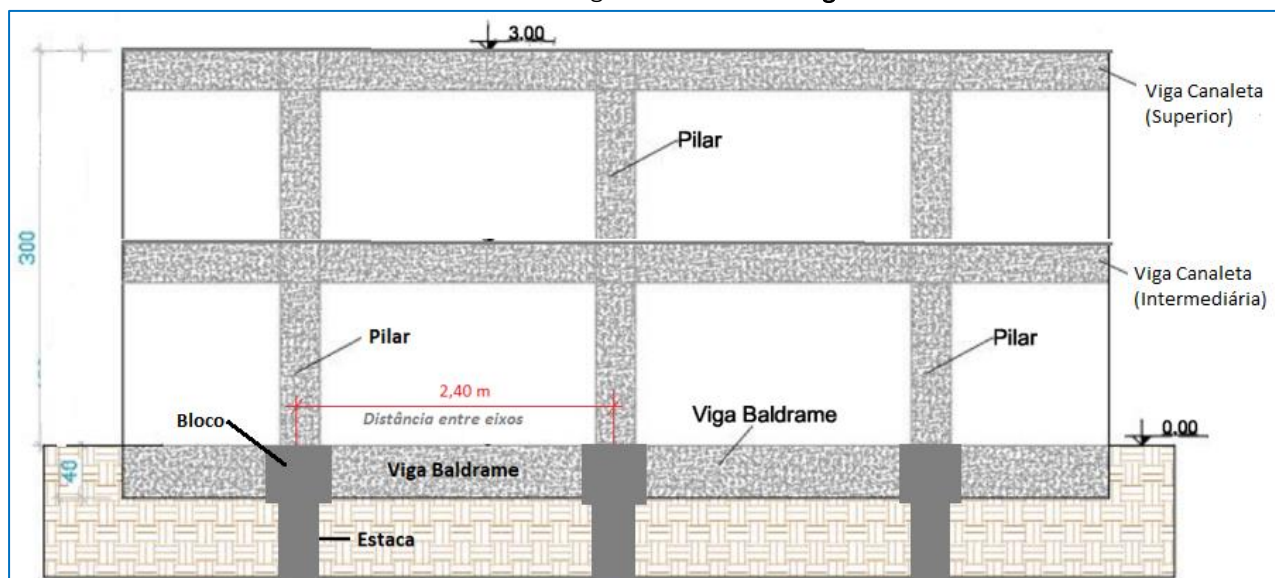 3.00
Viga Canaleta
(Superior)
Pilar
300
Viga Canaleta
(Intermediária)
Pilar
Pilar
2,40 m
Distância entre eixos
Bloco
Viga Baldrame
0.00
40
Viga Baldrame
Estaca